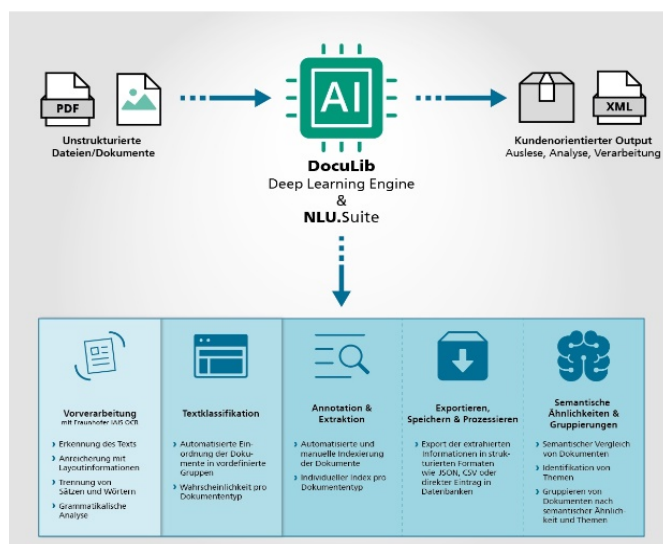 PDF
Unstrukturierte
Dateien/Dokumente
AI
DocuLib
Deep Learning Engine
&
NLU.Suite
XML
Kundenorientierter Output
Auslese, Analyse, Verarbeitung
Vorverarbeitung
mit Fraunhofer IAIS OCR
› Erkennung des Texts
› Anreicherung mit
Layoutinformationen
› Trennung von
Sätzen und Wörtern
› Grammatikalische
Analyse
Textklassifikation
› Automatisierte Ein-
ordnung der Doku-
mente in vordefinierte
Gruppen
› Wahrscheinlichkeit pro
Dokumententyp
Annotation &
Extraktion
› Automatisierte und
manuelle Indexierung
der Dokumente
› Individueller Index pro
Dokumententyp
Exportieren,
Speichern & Prozessieren
› Export der extrahierten
Informationen in struk-
turierten Formaten
wie JSON, CSV oder
direkter Eintrag in
Datenbanken
Semantische
Ähnlichkeiten &
Gruppierungen
› Semantischer Vergleich
von Dokumenten
› Identifikation von
Themen
› Gruppieren von
Dokumenten nach
semantischer Ähnlich-
keit und Themen